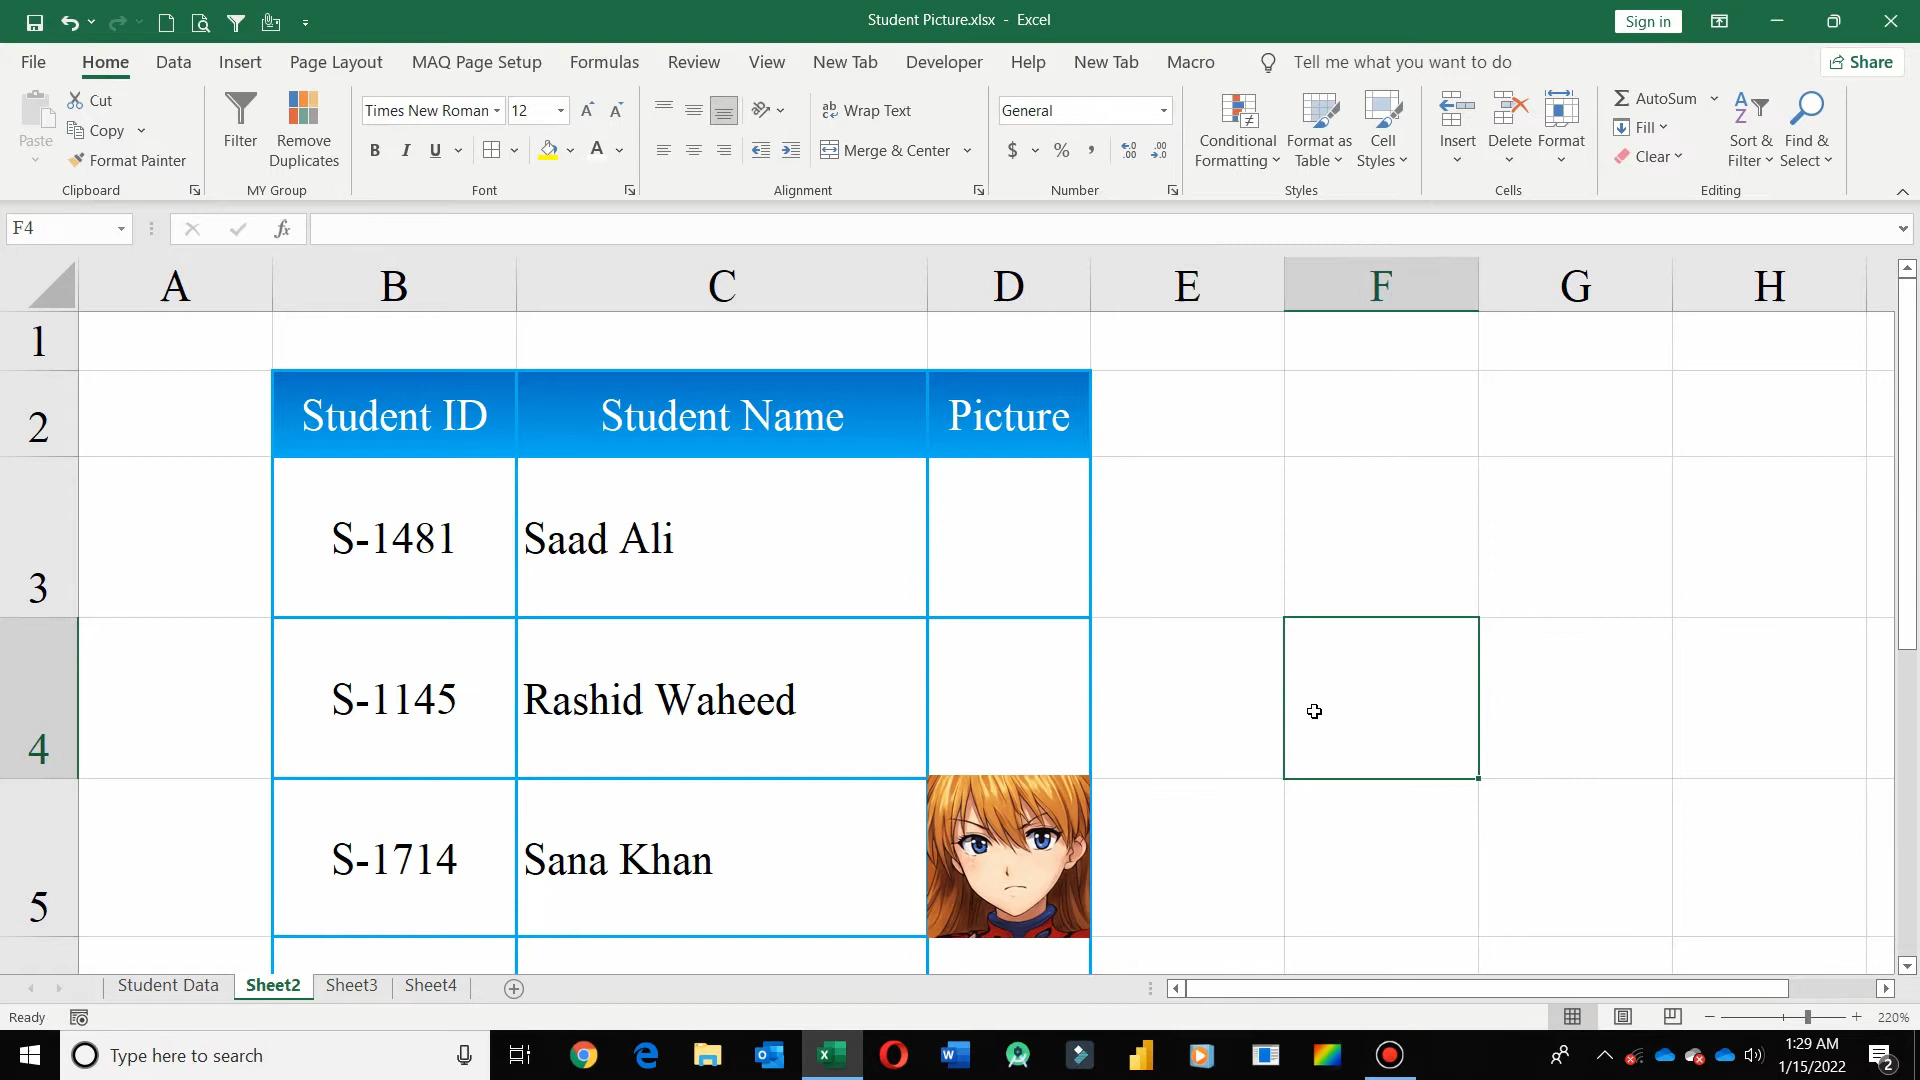 Student Picture.xlsx - Excel
Sign in
File Home Data Insert Page Layout MAQ Page Setup Formulas Review View New Tab Developer Help New Tab Macro Tell me what you want to do Share
Paste
Cut
Copy
Format Painter
Clipboard
Filter
Remove Duplicates
MY Group
Times New Roman 12
B I U
Font
Wrap Text
Merge & Center
Alignment
General
$ % ,
Number
Conditional Formatting
Format as Table
Cell Styles
Styles
Insert Delete Format
Cells
AutoSum
Fill
Clear
Sort & Filter
Find & Select
Editing
F4
fx
A B C D E F G H
1
2 Student ID Student Name Picture
3 S-1481 Saad Ali
4 S-1145 Rashid Waheed
5 S-1714 Sana Khan
Student Data Sheet2 Sheet3 Sheet4
Ready
220%
Type here to search
1:29 AM
1/15/2022
2